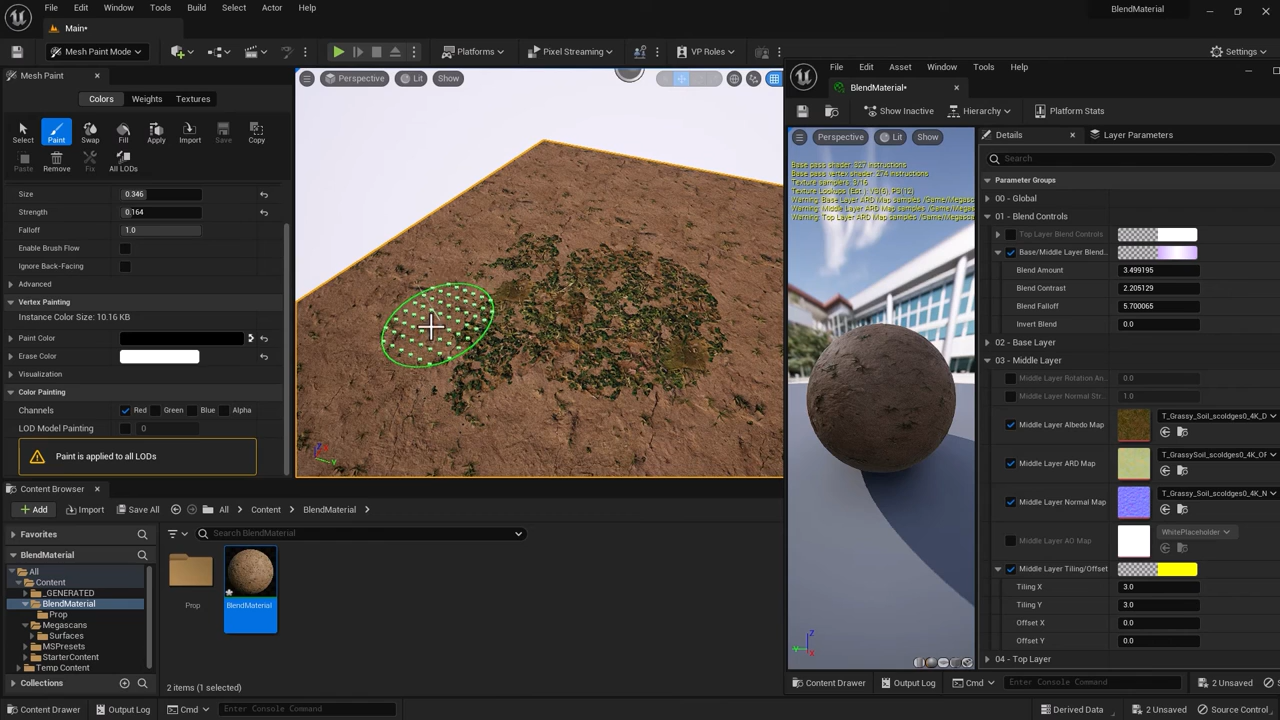 File Edit Window Tools Build Select Actor Help
BlendMaterial
Main*
Mesh Paint Mode
Platforms
Pixel Streaming
VP Roles
Settings
Mesh Paint
Colors Weights Textures
Select Paint Swap Fill Apply Import Save Copy
Paste Remove Fix All LODs
Size 0.346
Strength 0.164
Falloff 1.0
Enable Brush Flow
Ignore Back-Facing
Advanced
Vertex Painting
Instance Color Size: 10.16 KB
Paint Color
Erase Color
Visualization
Color Painting
Channels Red Green Blue Alpha
LOD Model Painting 0
Paint is applied to all LODs
Perspective Lit Show
File Edit Asset Window Tools Help
BlendMaterial*
Show Inactive Hierarchy Platform Stats
Perspective Lit Show
Base pass shader: 327 instructions
Base pass vertex shader: 274 instructions
Texture samplers: 3/16
Texture Lookups (Est.): VS(6), PS(12)
Warning: Base Layer ARD Map samples /Game/Megasca
Warning: Middle Layer ARD Map samples /Game/Megas
Warning: Top Layer ARD Map samples /Game/Megasca
Details Layer Parameters
Search
Parameter Groups
00 - Global
01 - Blend Controls
Top Layer Blend Controls
Base/Middle Layer Blend
Blend Amount 3.499195
Blend Contrast 2.205129
Blend Falloff 5.700065
Invert Blend 0.0
02 - Base Layer
03 - Middle Layer
Middle Layer Rotation An 0.0
Middle Layer Normal Str 1.0
Middle Layer Albedo Map T_Grassy_Soil_scoldges0_4K_D
Middle Layer ARD Map T_GrassySoil_scoldges0_4K_OF
Middle Layer Normal Map T_Grassy_Soil_scoldges0_4K_N
Middle Layer AO Map WhitePlaceholder
Middle Layer Tiling/Offset
Tiling X 3.0
Tiling Y 3.0
Offset X 0.0
Offset Y 0.0
04 - Top Layer
Content Drawer Output Log Cmd Enter Console Command 2 Unsaved
Content Browser
Add Import Save All All Content BlendMaterial
Favorites
Search BlendMaterial
BlendMaterial
All
Content
_GENERATED
BlendMaterial
Prop
Megascans
Surfaces
MSPresets
StarterContent
Temp Content
Collections
Prop BlendMaterial
2 items (1 selected)
Content Drawer Output Log Cmd Enter Console Command Derived Data 2 Unsaved Source Control